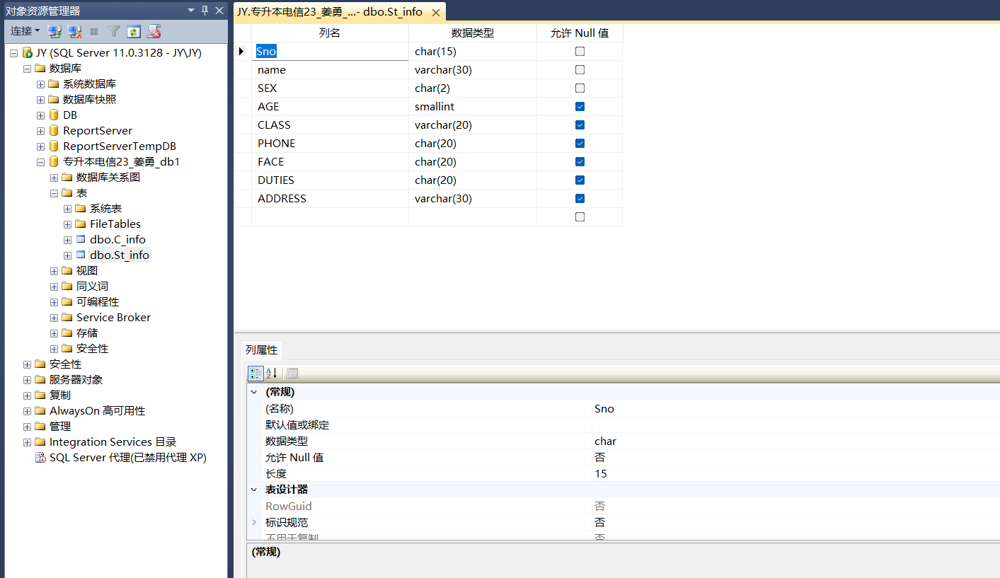 对象资源管理器
连接
JY (SQL Server 11.0.3128 - JY\JY)
数据库
系统数据库
数据库快照
DB
ReportServer
ReportServerTempDB
专升本电信23_姜勇_db1
数据库关系图
表
系统表
FileTables
dbo.C_info
dbo.St_info
视图
同义词
可编程性
Service Broker
存储
安全性
安全性
服务器对象
复制
AlwaysOn 高可用性
管理
Integration Services 目录
SQL Server 代理(已禁用代理 XP)
JY.专升本电信23_姜勇_...- dbo.St_info
列名 数据类型 允许 Null 值
Sno char(15)
name varchar(30)
SEX char(2)
AGE smallint
CLASS varchar(20)
PHONE char(20)
FACE char(20)
DUTIES char(20)
ADDRESS varchar(30)
列属性
(常规)
(名称) Sno
默认值或绑定
数据类型 char
允许 Null 值 否
长度 15
表设计器
RowGuid 否
标识规范 否
不用于复制 否
(常规)